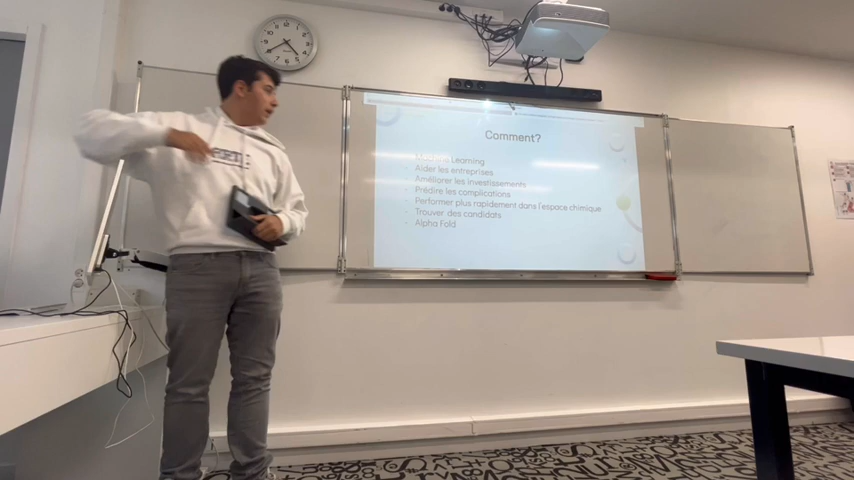 Comment?
Machine Learning
Aider les entreprises
Améliorer les investissements
Prédire les complications
Performer plus rapidement dans l'espace chimique
Trouver des candidats
Alpha Fold